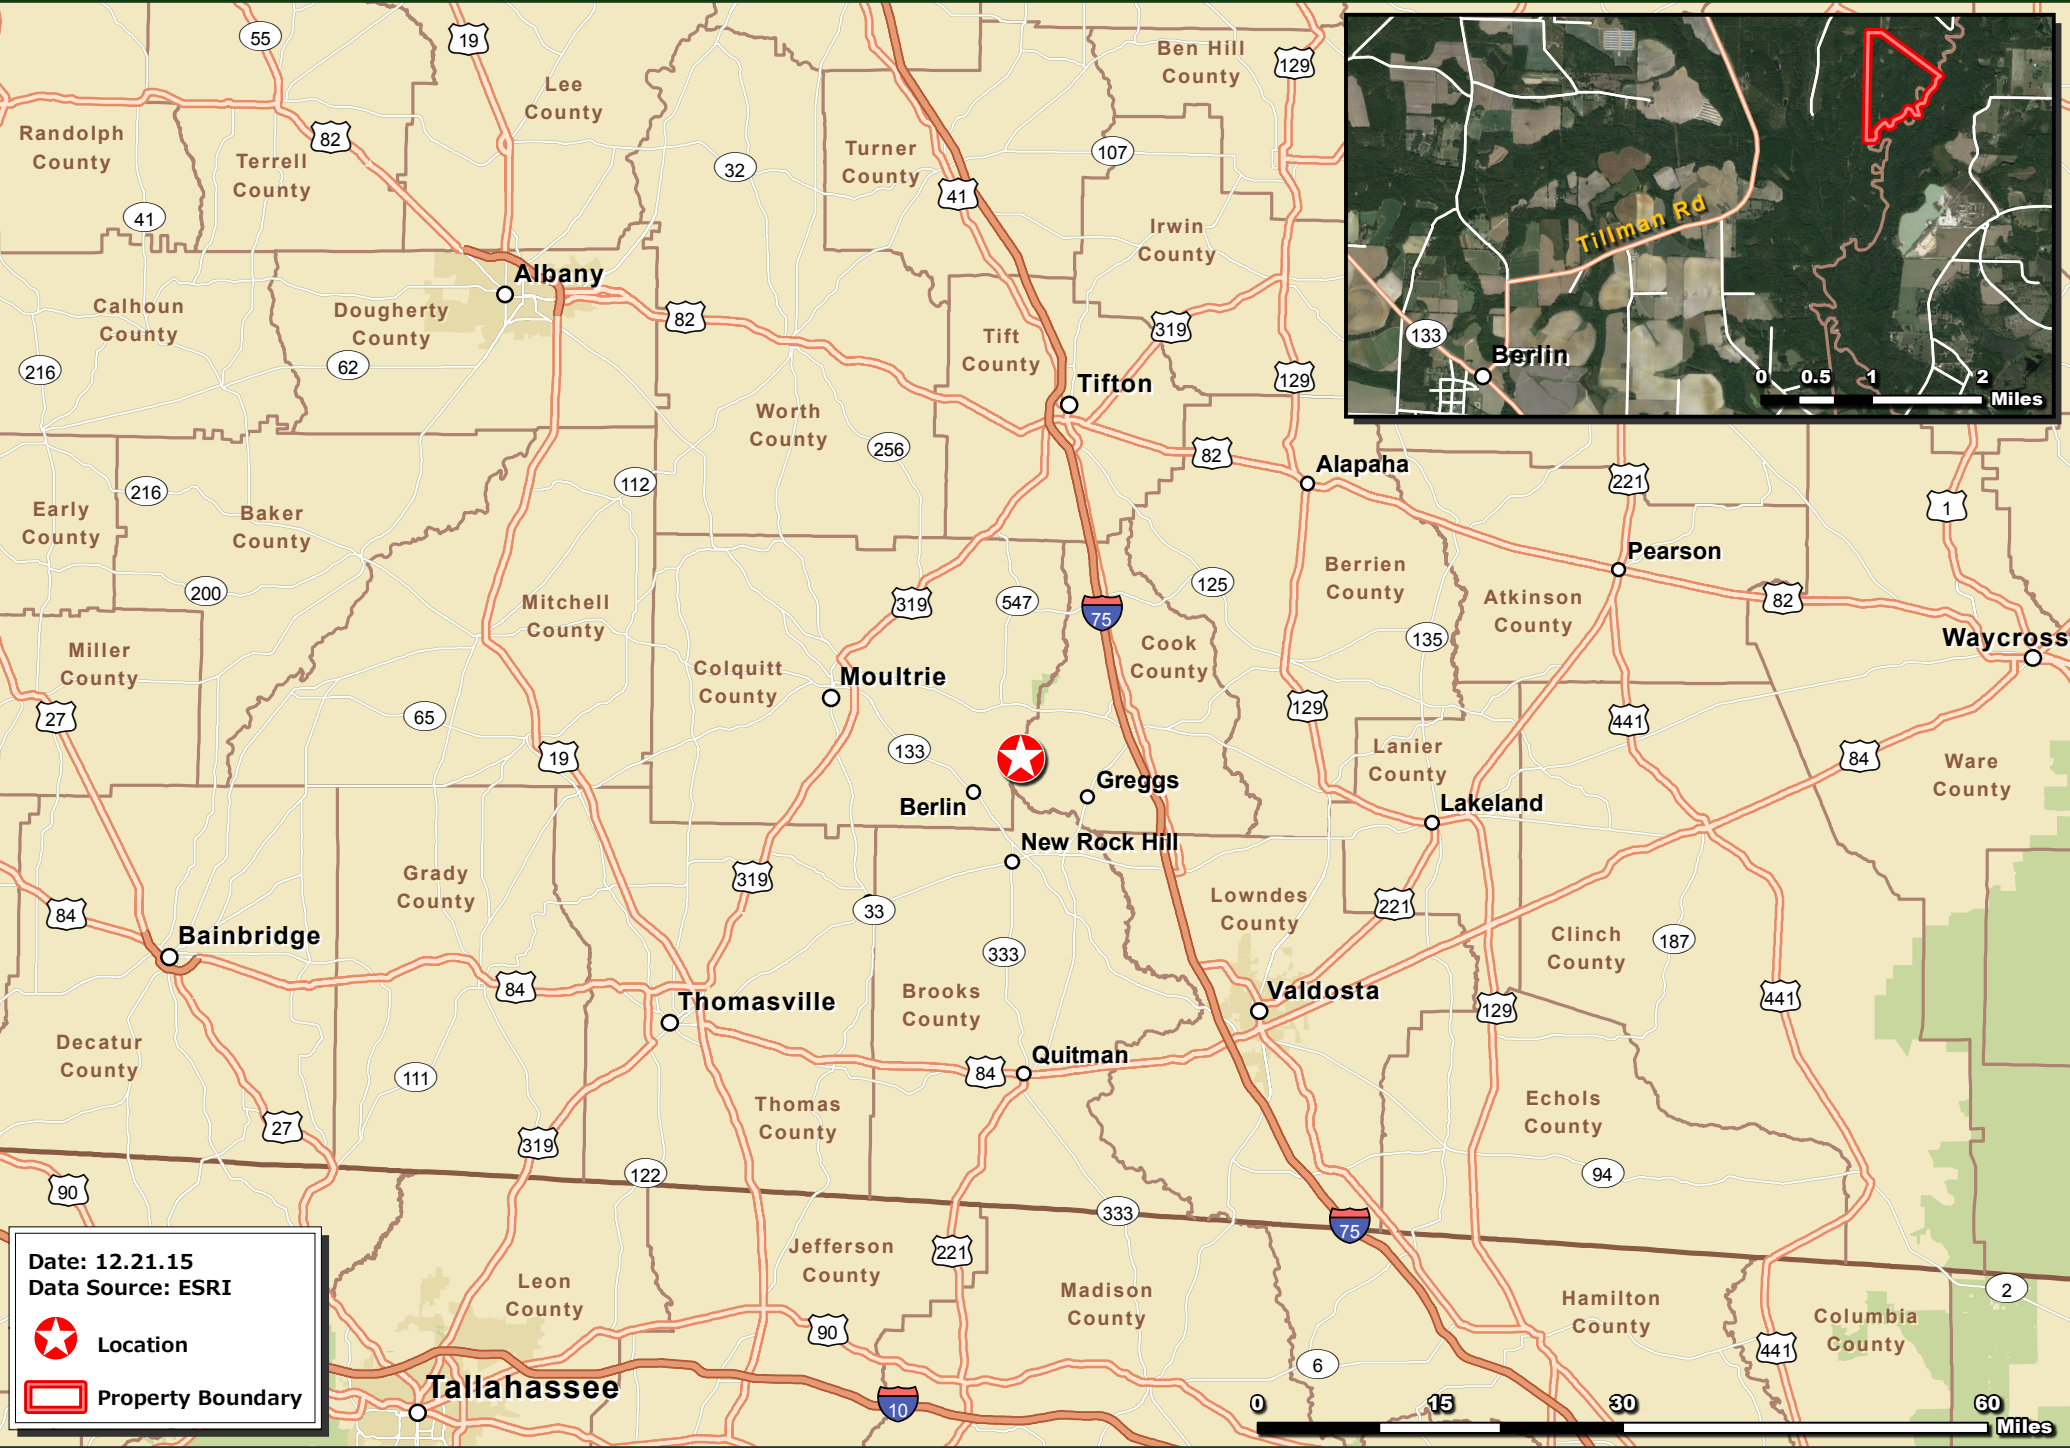 55
19
Lee
County
Ben Hill
County
129
Randolph
County
82
Terrell
County
32
Turner
County
107
41
41
Irwin
County
Tillman Rd
133
Berlin
0 0.5 1 2
Miles
Albany
Calhoun
County
Dougherty
County
82
319
216
62
Tift
County
Tifton
129
Worth
County
256
82
Alapaha
221
1
216
112
Early
County
Baker
County
Pearson
200
Mitchell
County
319
547
75
125
Berrien
County
Atkinson
County
82
135
Waycross
Miller
County
Colquitt
County
Moultrie
Cook
County
27
65
19
133
129
441
84
Lanier
County
Ware
County
Berlin
Greggs
Lakeland
New Rock Hill
Grady
County
319
33
84
Lowndes
County
221
Bainbridge
333
Clinch
County
187
84
Thomasville
Brooks
County
Valdosta
129
441
Decatur
County
111
84
Quitman
Thomas
County
Echols
County
27
319
122
94
90
333
75
Jefferson
County
221
Leon
County
Madison
County
2
Hamilton
County
Columbia
County
90
6
441
Tallahassee
10
0 15 30 60
Miles
Date: 12.21.15
Data Source: ESRI
Location
Property Boundary